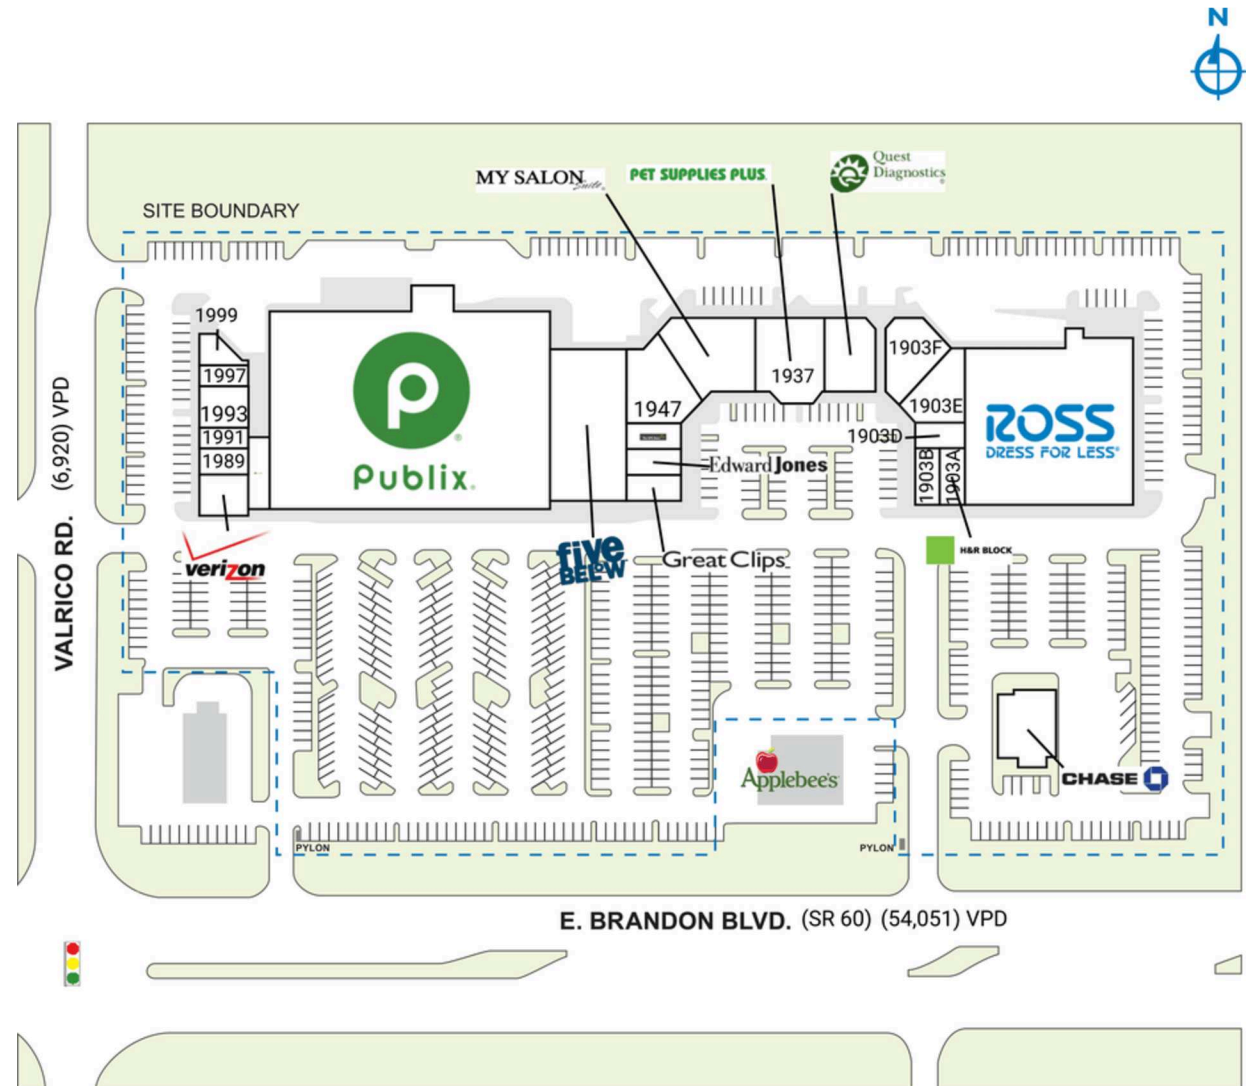 N
MY SALON
Suite
PET SUPPLIES PLUS
Quest
Diagnostics
SITE BOUNDARY
1999
1997
1993
1991
1989
Publix
1947
1937
1903F
1903E
1903D
1903B
1903A
ROSS
DRESS FOR LESS
Edward Jones
verizon
five
BELOW
Great Clips
H&R BLOCK
VALRICO RD. (6,920) VPD
Applebee's
CHASE
PYLON
PYLON
E. BRANDON BLVD. (SR 60) (54,051) VPD